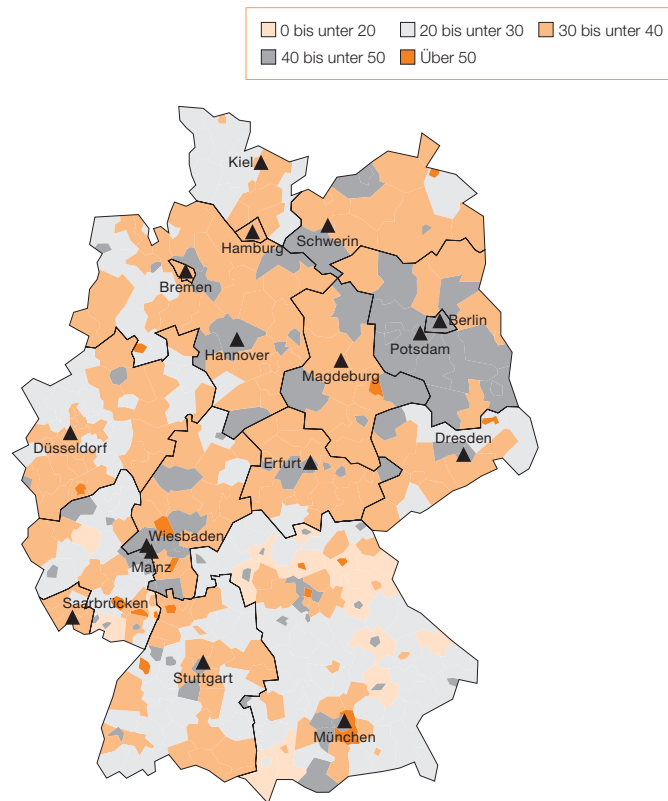 0 bis unter 20 20 bis unter 30 30 bis unter 40
40 bis unter 50 Über 50
Kiel
Hamburg
Schwerin
Bremen
Berlin
Hannover
Potsdam
Magdeburg
Düsseldorf
Dresden
Erfurt
Wiesbaden
Mainz
Saarbrücken
Stuttgart
München